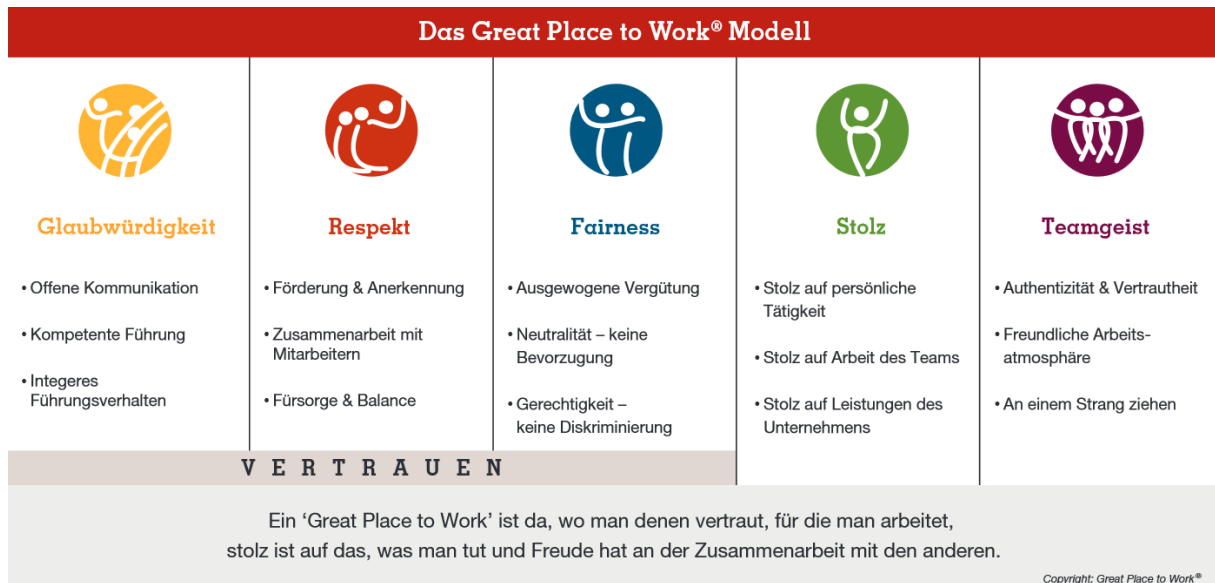 Das Great Place to Work® Modell
Glaubwürdigkeit
• Offene Kommunikation
• Kompetente Führung
• Integeres
Führungsverhalten
Respekt
• Förderung & Anerkennung
• Zusammenarbeit mit
Mitarbeitern
• Fürsorge & Balance
Fairness
• Ausgewogene Vergütung
• Neutralität – keine
Bevorzugung
• Gerechtigkeit –
keine Diskriminierung
Stolz
• Stolz auf persönliche
Tätigkeit
• Stolz auf Arbeit des Teams
• Stolz auf Leistungen des
Unternehmens
Teamgeist
• Authentizität & Vertrautheit
• Freundliche Arbeits-
atmosphäre
• An einem Strang ziehen
VERTRAUEN
Ein ‘Great Place to Work’ ist da, wo man denen vertraut, für die man arbeitet,
stolz ist auf das, was man tut und Freude hat an der Zusammenarbeit mit den anderen.
Copyright: Great Place to Work®